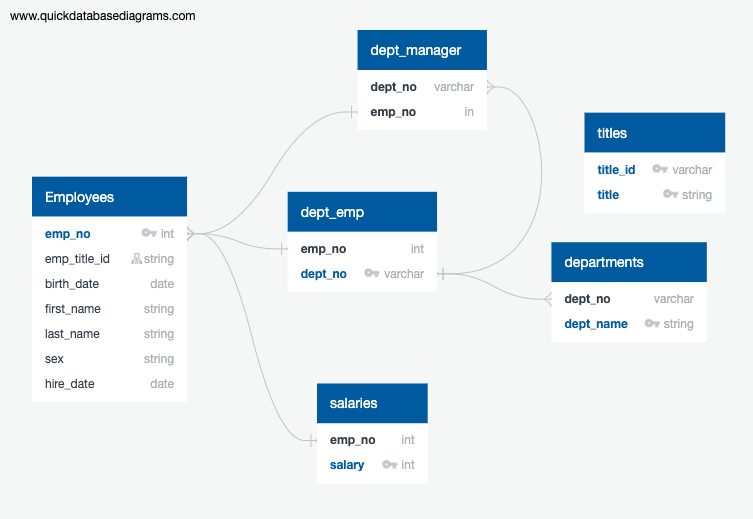 www.quickdatabasediagrams.com
dept_manager
dept_no varchar
emp_no in
titles
title_id varchar
title string
Employees
emp_no int
emp_title_id string
birth_date date
first_name string
last_name string
sex string
hire_date date
dept_emp
emp_no int
dept_no varchar
departments
dept_no varchar
dept_name string
salaries
emp_no int
salary int